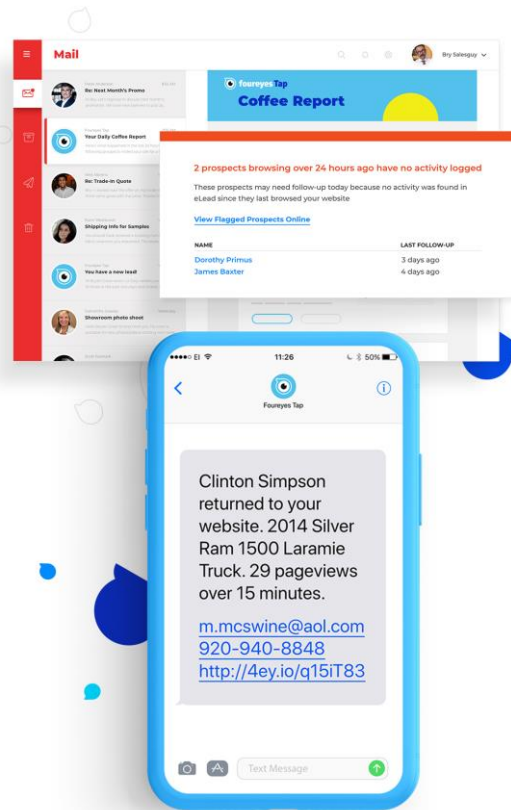 Mail
Bry Salesguy
Re: Next Month's Promo
Your Daily Coffee Report
Re: Trade-In Quote
Shipping Info for Samples
You have a new lead!
Showroom photo sheet
foureyes Tap
Coffee Report
2 prospects browsing over 24 hours ago have no activity logged
These prospects may need follow-up today because no activity was found in
eLead since they last browsed your website
View Flagged Prospects Online
NAME LAST FOLLOW-UP
Dorothy Primus 3 days ago
James Baxter 4 days ago
EI 11:26 50%
Foureyes Tap
Clinton Simpson
returned to your
website. 2014 Silver
Ram 1500 Laramie
Truck. 29 pageviews
over 15 minutes.
m.mcswine@aol.com
920-940-8848
http://4ey.io/q15iT83
Text Message